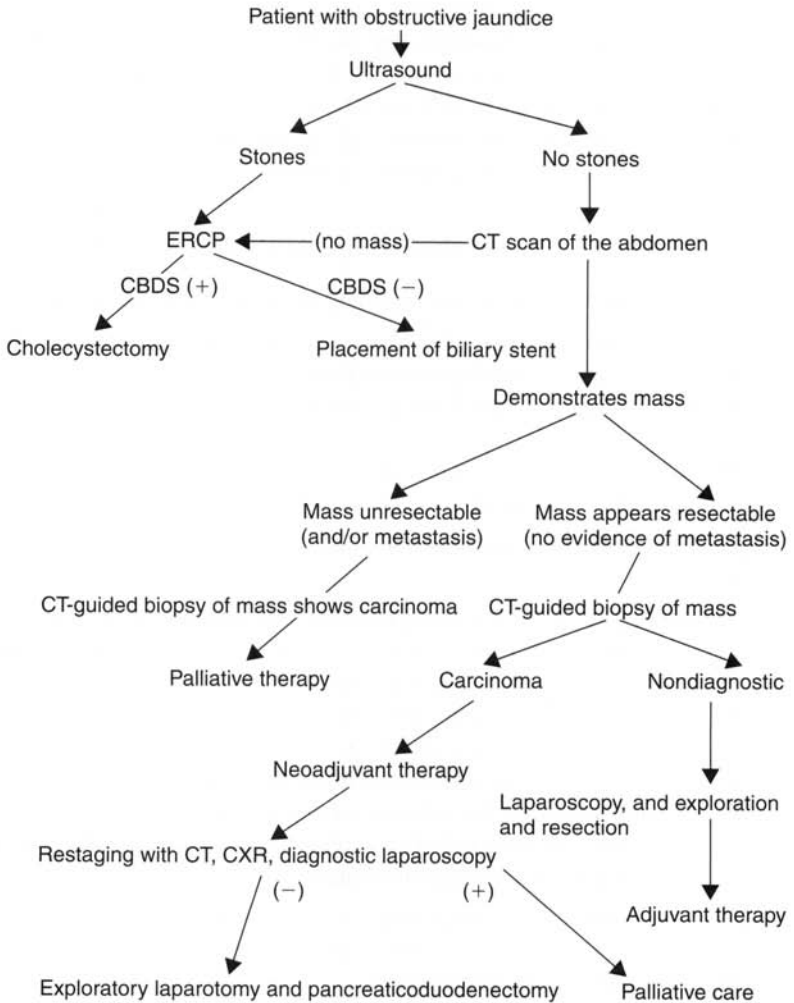 Patient with obstructive jaundice
Ultrasound
Stones
No stones
ERCP
(no mass)
CT scan of the abdomen
CBDS (+)
CBDS (−)
Cholecystectomy
Placement of biliary stent
Demonstrates mass
Mass unresectable
(and/or metastasis)
Mass appears resectable
(no evidence of metastasis)
CT-guided biopsy of mass shows carcinoma
CT-guided biopsy of mass
Palliative therapy
Carcinoma
Nondiagnostic
Neoadjuvant therapy
Laparoscopy, and exploration
and resection
Restaging with CT, CXR, diagnostic laparoscopy
(−)
(+)
Adjuvant therapy
Exploratory laparotomy and pancreaticoduodenectomy
Palliative care